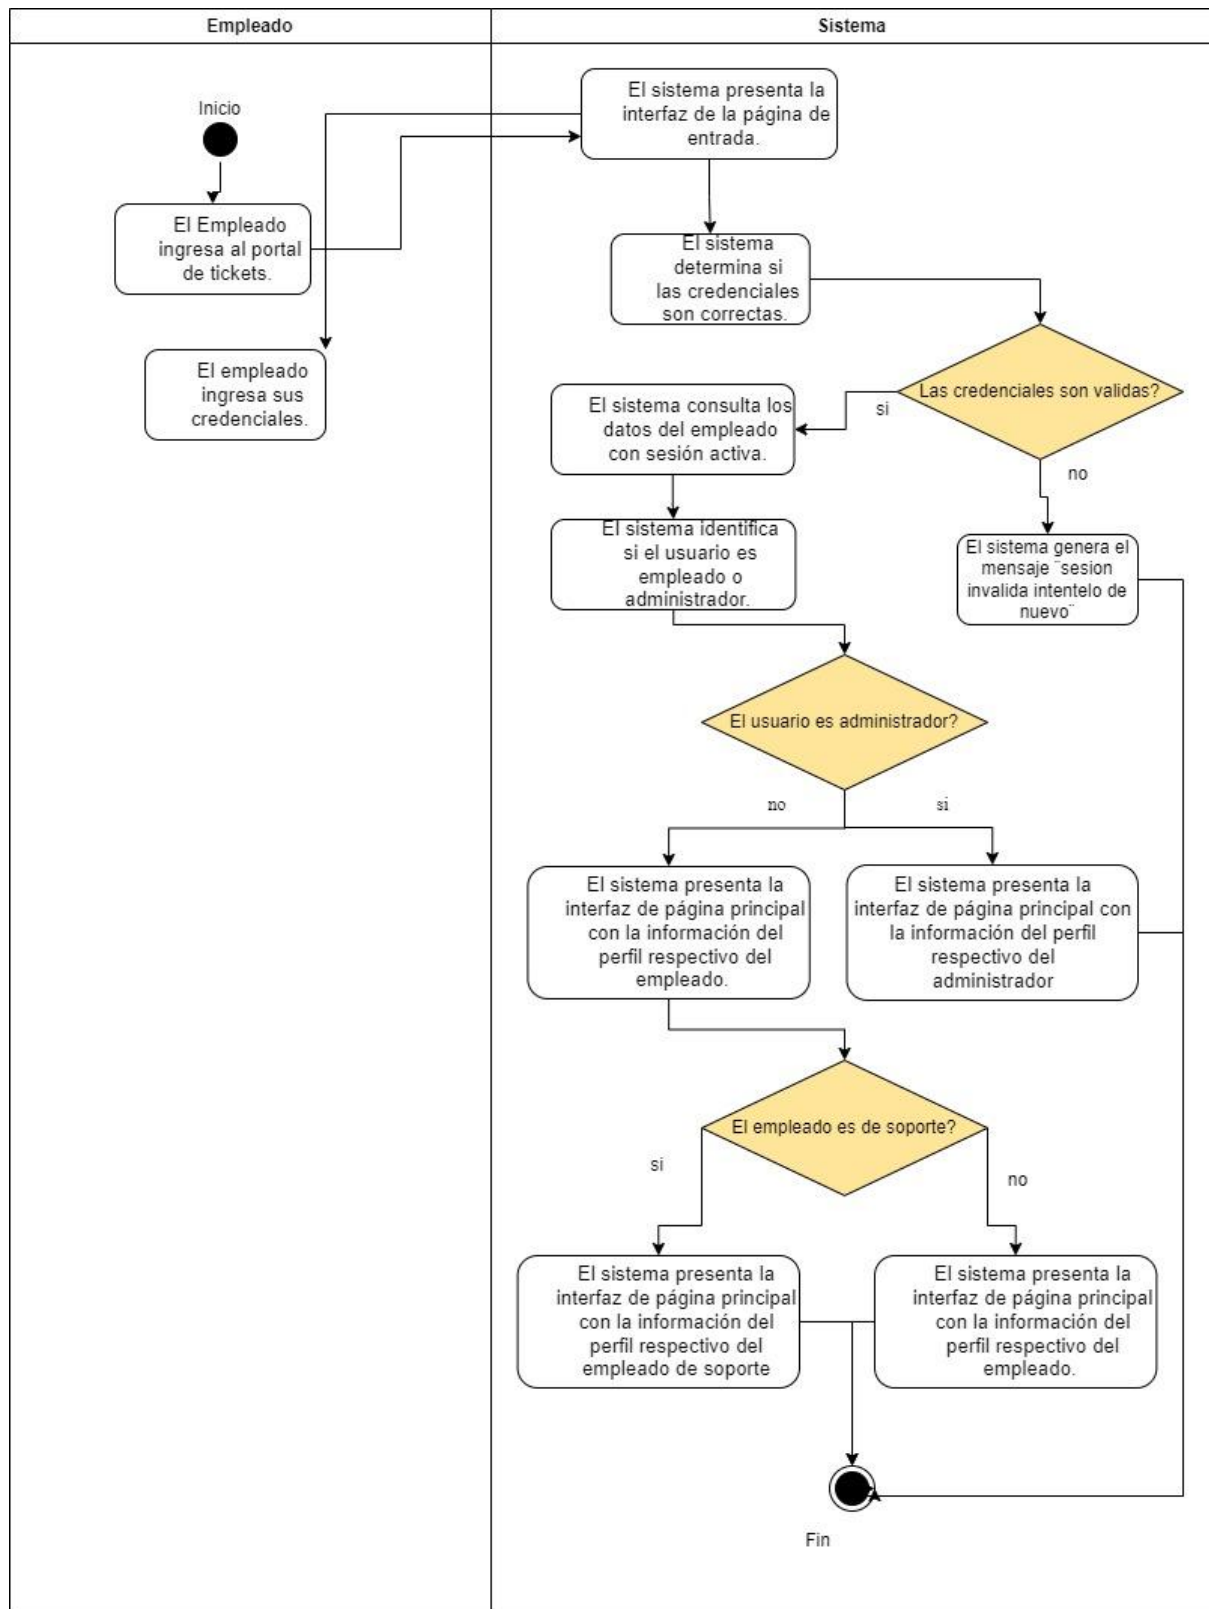 Empleado
Sistema
Inicio
El sistema presenta la
interfaz de la página de
entrada.
El Empleado
ingresa al portal
de tickets.
El sistema
determina si
las credenciales
son correctas.
El empleado
ingresa sus
credenciales.
Las credenciales son validas?
si
no
El sistema consulta los
datos del empleado
con sesión activa.
El sistema identifica
si el usuario es
empleado o
administrador.
El sistema genera el
mensaje ¨sesion
invalida intentelo de
nuevo¨
El usuario es administrador?
no
si
El sistema presenta la
interfaz de página principal
con la información del
perfil respectivo del
empleado.
El sistema presenta la
interfaz de página principal con
la información del perfil
respectivo del
administrador
El empleado es de soporte?
si
no
El sistema presenta la
interfaz de página principal
con la información del
perfil respectivo del
empleado de soporte
El sistema presenta la
interfaz de página principal
con la información del
perfil respectivo del
empleado.
Fin